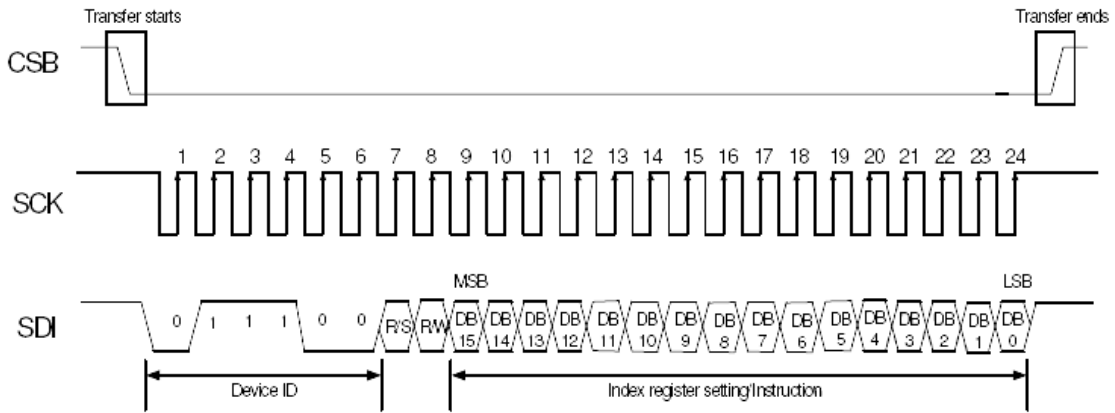 Transfer starts
Transfer ends
CSB
1 2 3 4 5 6 7 8 9 10 11 12 13 14 15 16 17 18 19 20 21 22 23 24
SCK
MSB
LSB
SDI
0 1 1 1 0 0 R/S R/W DB 15 DB 14 DB 13 DB 12 DB 11 DB 10 DB 9 DB 8 DB 7 DB 6 DB 5 DB 4 DB 3 DB 2 DB 1 DB 0
Device ID
Index register setting/Instruction